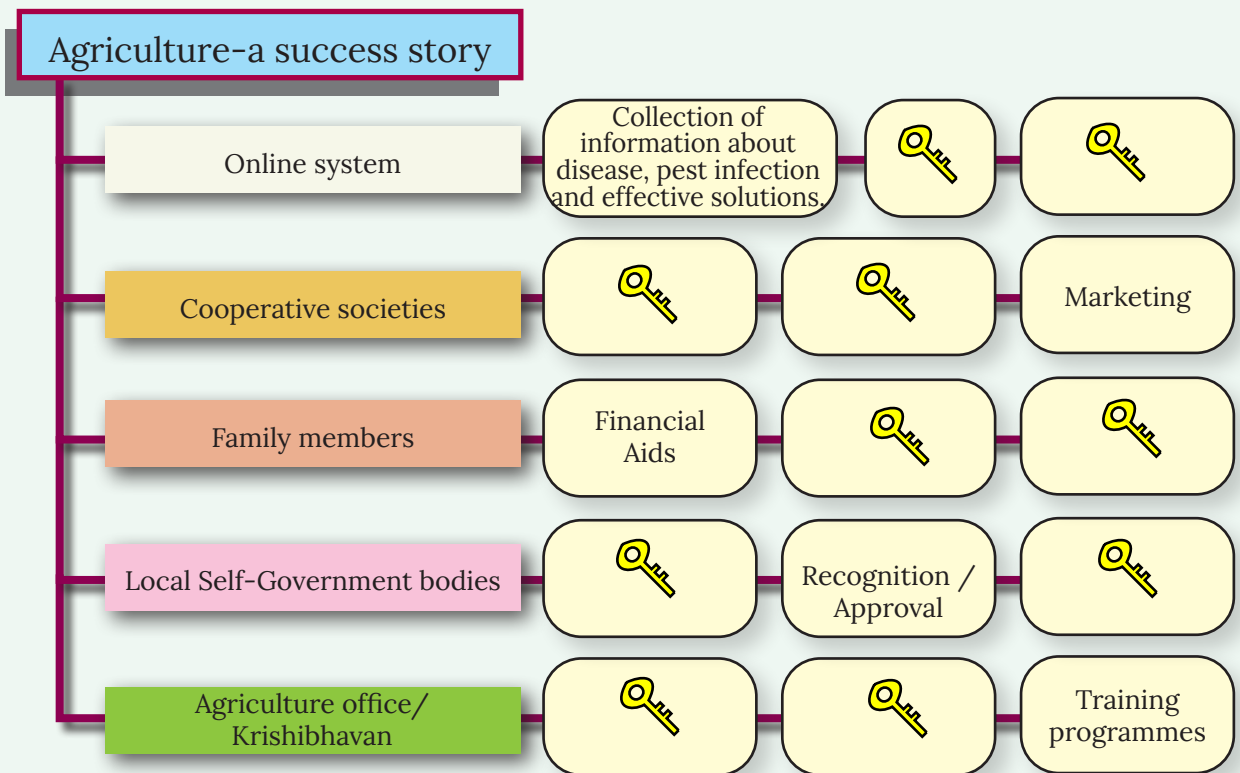 Agriculture-a success story
Online system
Collection of
information about
disease, pest infection
and effective solutions.
Cooperative societies
Marketing
Family members
Financial
Aids
Local Self-Government bodies
Recognition /
Approval
Agriculture office/
Krishibhavan
Training
programmes